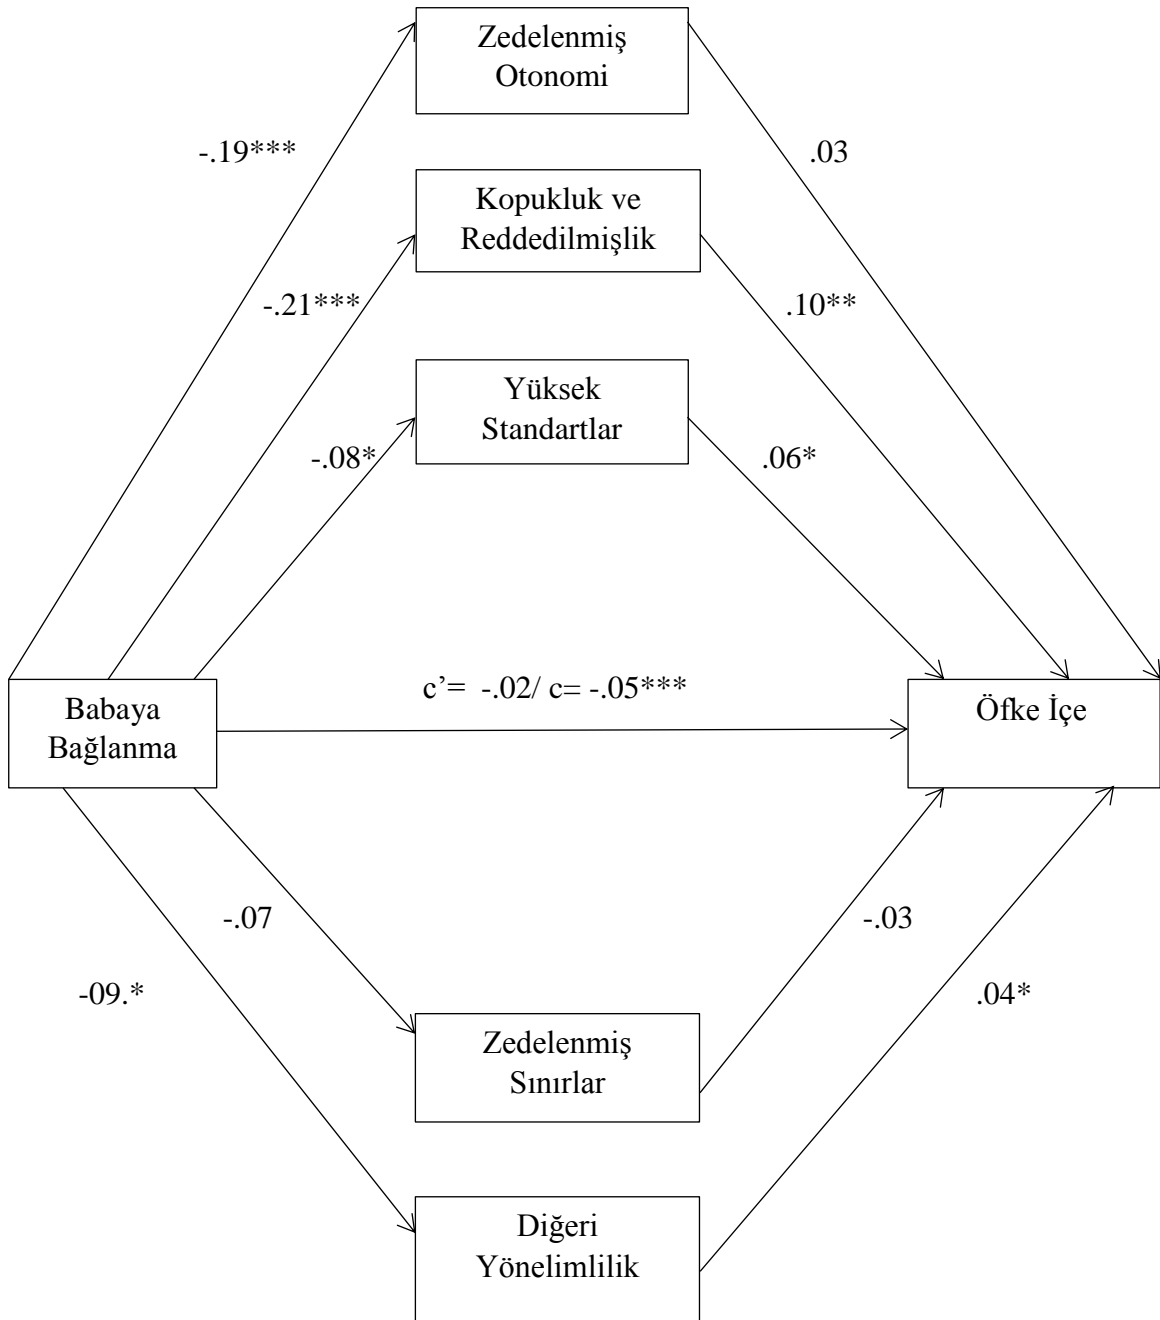 Zedelenmiş
Otonomi
-.19***
.03
Kopukluk ve
Reddedilmişlik
-.21***
.10**
Yüksek
Standartlar
-.08*
.06*
c’= -.02/ c= -.05***
Babaya
Bağlanma
Öfke İçe
-.07
-.03
-09.*
.04*
Zedelenmiş
Sınırlar
Diğeri
Yönelimlilik